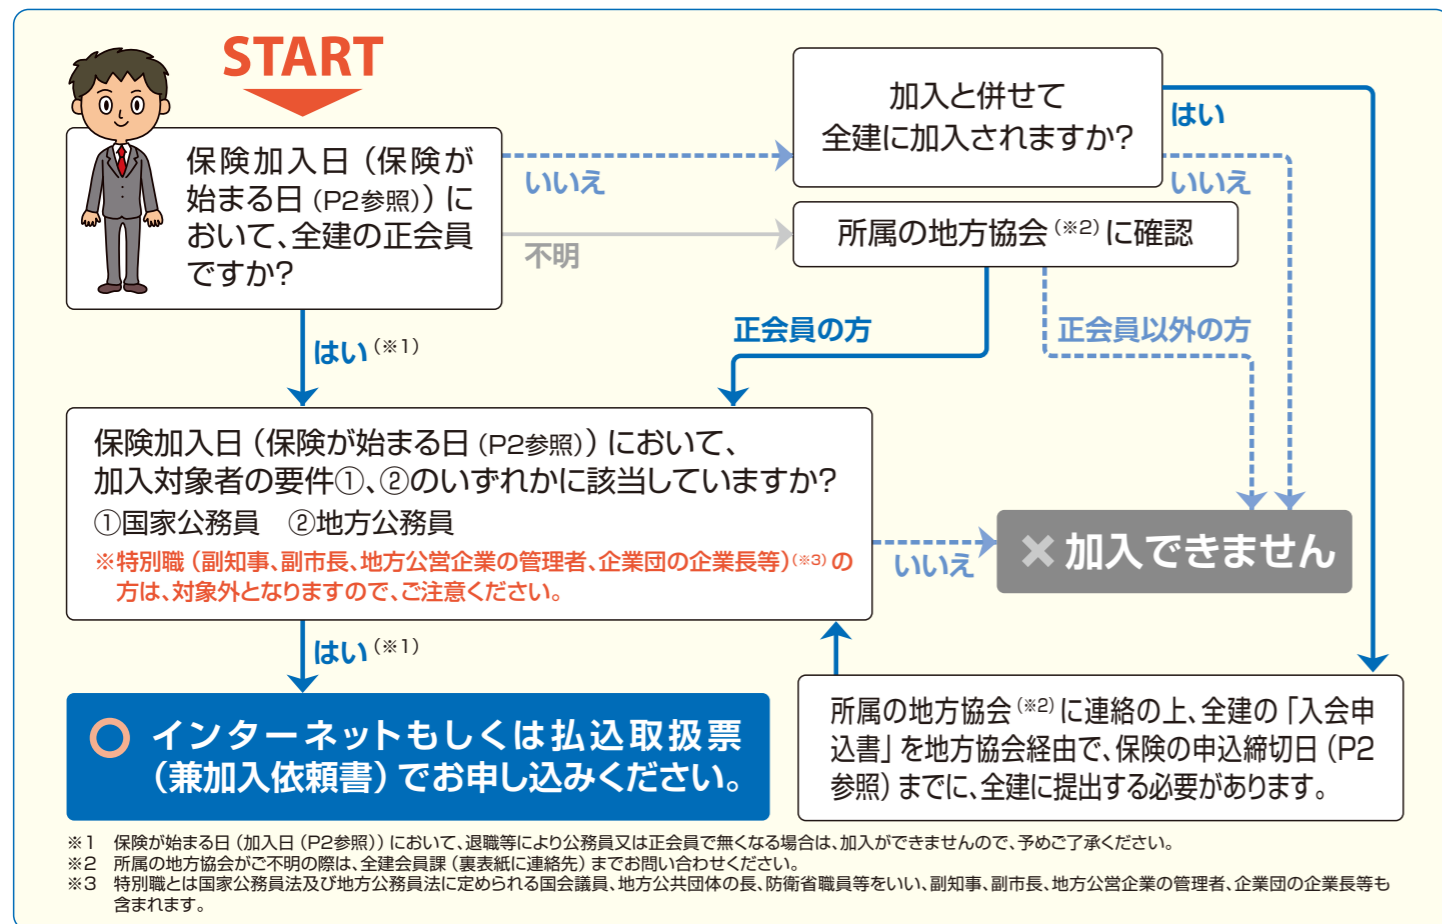 START
保険加入日（保険が
始まる日（P2参照））に
おいて、全建の正会員
ですか？
いいえ
不明
はい（※1）
加入と併せて
全建に加入されますか？
はい
いいえ
所属の地方協会（※2）に確認
正会員の方
正会員以外の方
保険加入日（保険が始まる日（P2参照））において、
加入対象者の要件①、②のいずれかに該当していますか？
①国家公務員　②地方公務員
※特別職（副知事、副市長、地方公営企業の管理者、企業団の企業長等）（※3）の
方は、対象外となりますので、ご注意ください。
いいえ
× 加入できません
はい（※1）
○ インターネットもしくは払込取扱票
（兼加入依頼書）でお申し込みください。
所属の地方協会（※2）に連絡の上、全建の「入会申
込書」を地方協会経由で、保険の申込締切日（P2
参照）までに、全建に提出する必要があります。
※1　保険が始まる日（加入日（P2参照））において、退職等により公務員又は正会員で無くなる場合は、加入ができませんので、予めご了承ください。
※2　所属の地方協会がご不明の際は、全建会員課（裏表紙に連絡先）までお問い合わせください。
※3　特別職とは国家公務員法及び地方公務員法に定められる国会議員、地方公共団体の長、防衛省職員等をいい、副知事、副市長、地方公営企業の管理者、企業団の企業長等も
含まれます。